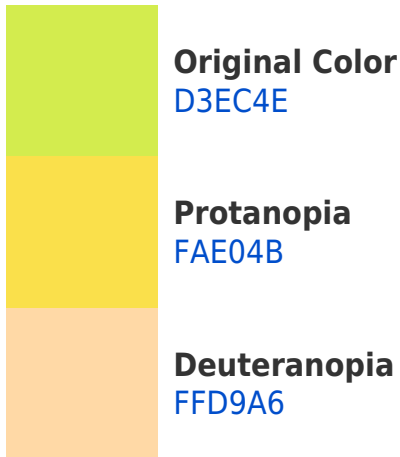 Original Color
D3EC4E
Protanopia
FAE04B
Deuteranopia
FFD9A6